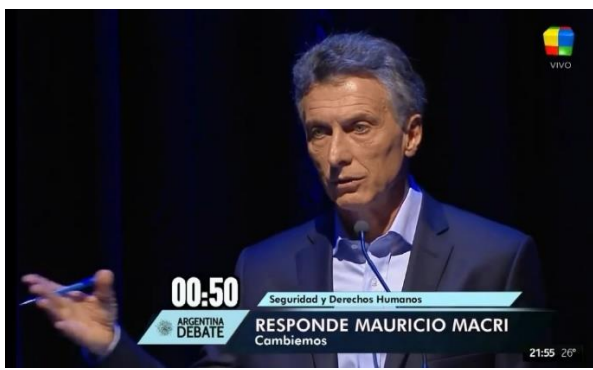 VIVO
00:50
Seguridad y Derechos Humanos
ARGENTINA
DEBATE
RESPONDE MAURICIO MACRI
Cambiemos
21:55 26°